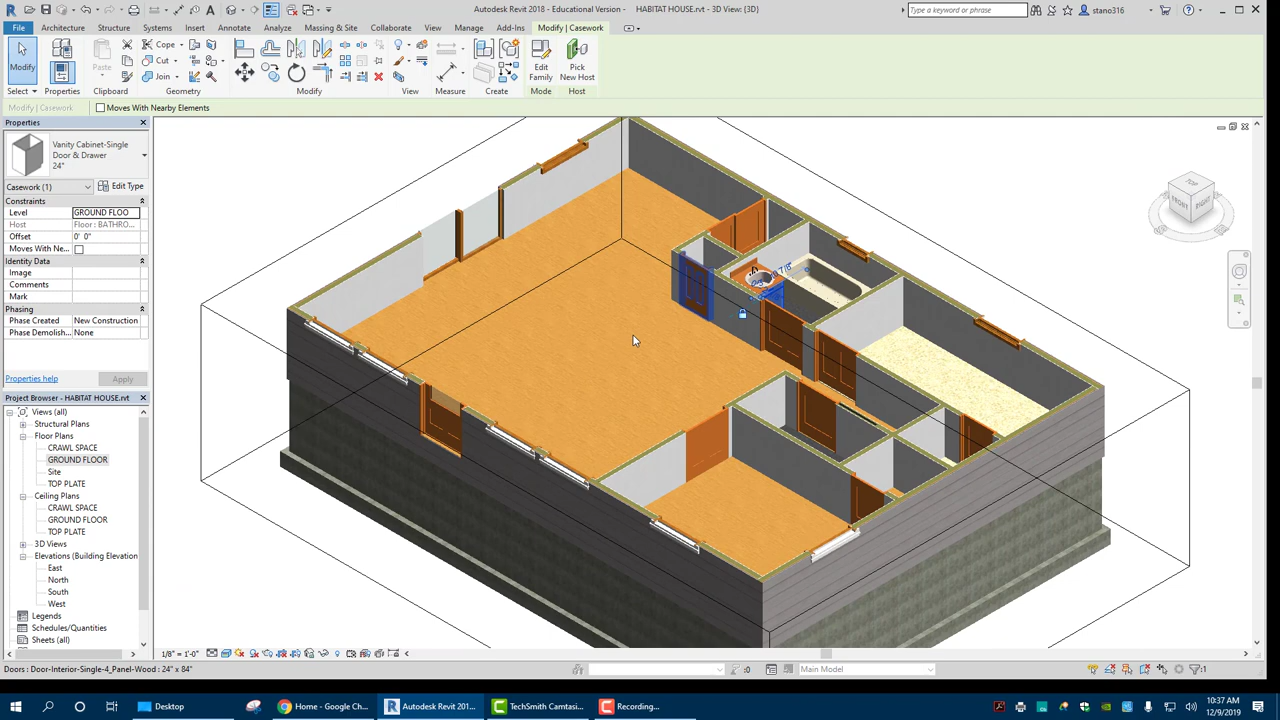 Autodesk Revit 2018 - Educational Version - HABITAT HOUSE.rvt - 3D View: {3D}
Type a keyword or phrase
stano316
File Architecture Structure Systems Insert Annotate Analyze Massing & Site Collaborate View Manage Add-Ins Modify | Casework
Modify
Paste
Cope
Cut
Join
Edit
Family
Pick
New Host
Select Properties Clipboard Geometry Modify View Measure Create Mode Host
Modify | Casework
Moves With Nearby Elements
Properties
Vanity Cabinet-Single
Door & Drawer
24"
Casework (1)
Edit Type
Constraints
Level GROUND FLOO
Host Floor : BATHRO...
Offset 0' 0"
Moves With Ne...
Identity Data
Image
Comments
Mark
Phasing
Phase Created New Construction
Phase Demolish... None
Properties help
Apply
Project Browser - HABITAT HOUSE.rvt
Views (all)
Structural Plans
Floor Plans
CRAWL SPACE
GROUND FLOOR
Site
TOP PLATE
Ceiling Plans
CRAWL SPACE
GROUND FLOOR
TOP PLATE
3D Views
Elevations (Building Elevation
East
North
South
West
Legends
Schedules/Quantities
Sheets (all)
TOP
FRONT
RIGHT
1/8" = 1'-0"
Doors : Door-Interior-Single-4_Panel-Wood : 24" x 84"
:0
Main Model
:1
Desktop
Home - Google Ch...
Autodesk Revit 201...
TechSmith Camtasi...
Recording...
10:37 AM
12/9/2019